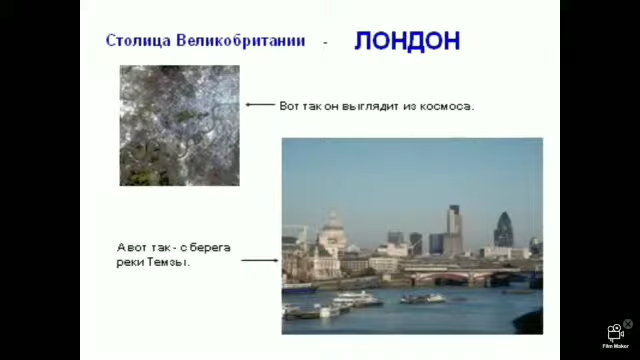 Столица Великобритании - ЛОНДОН
Вот так он выглядит из космоса.
А вот так - с берега
реки Темзы.
Film Maker